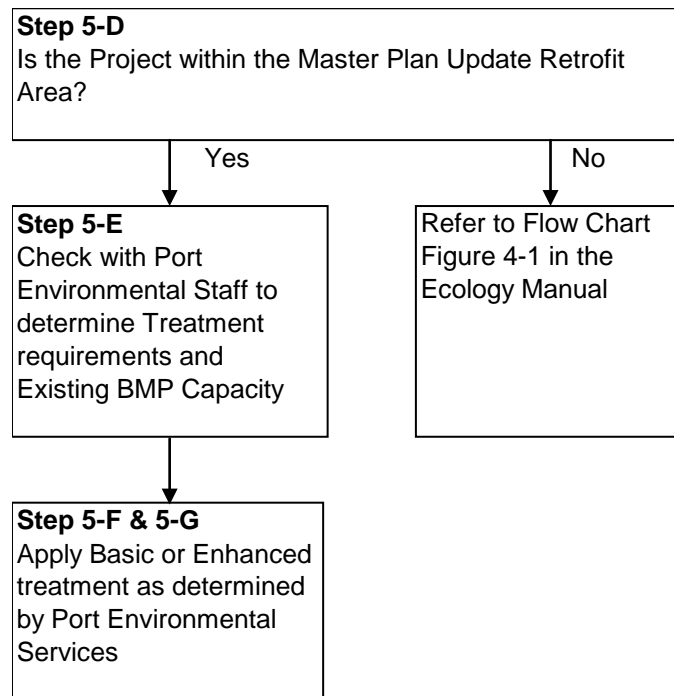 Step 5-D
Is the Project within the Master Plan Update Retrofit
Area?
Yes
No
Step 5-E
Check with Port
Environmental Staff to
determine Treatment
requirements and
Existing BMP Capacity
Refer to Flow Chart
Figure 4-1 in the
Ecology Manual
Step 5-F & 5-G
Apply Basic or Enhanced
treatment as determined
by Port Environmental
Services